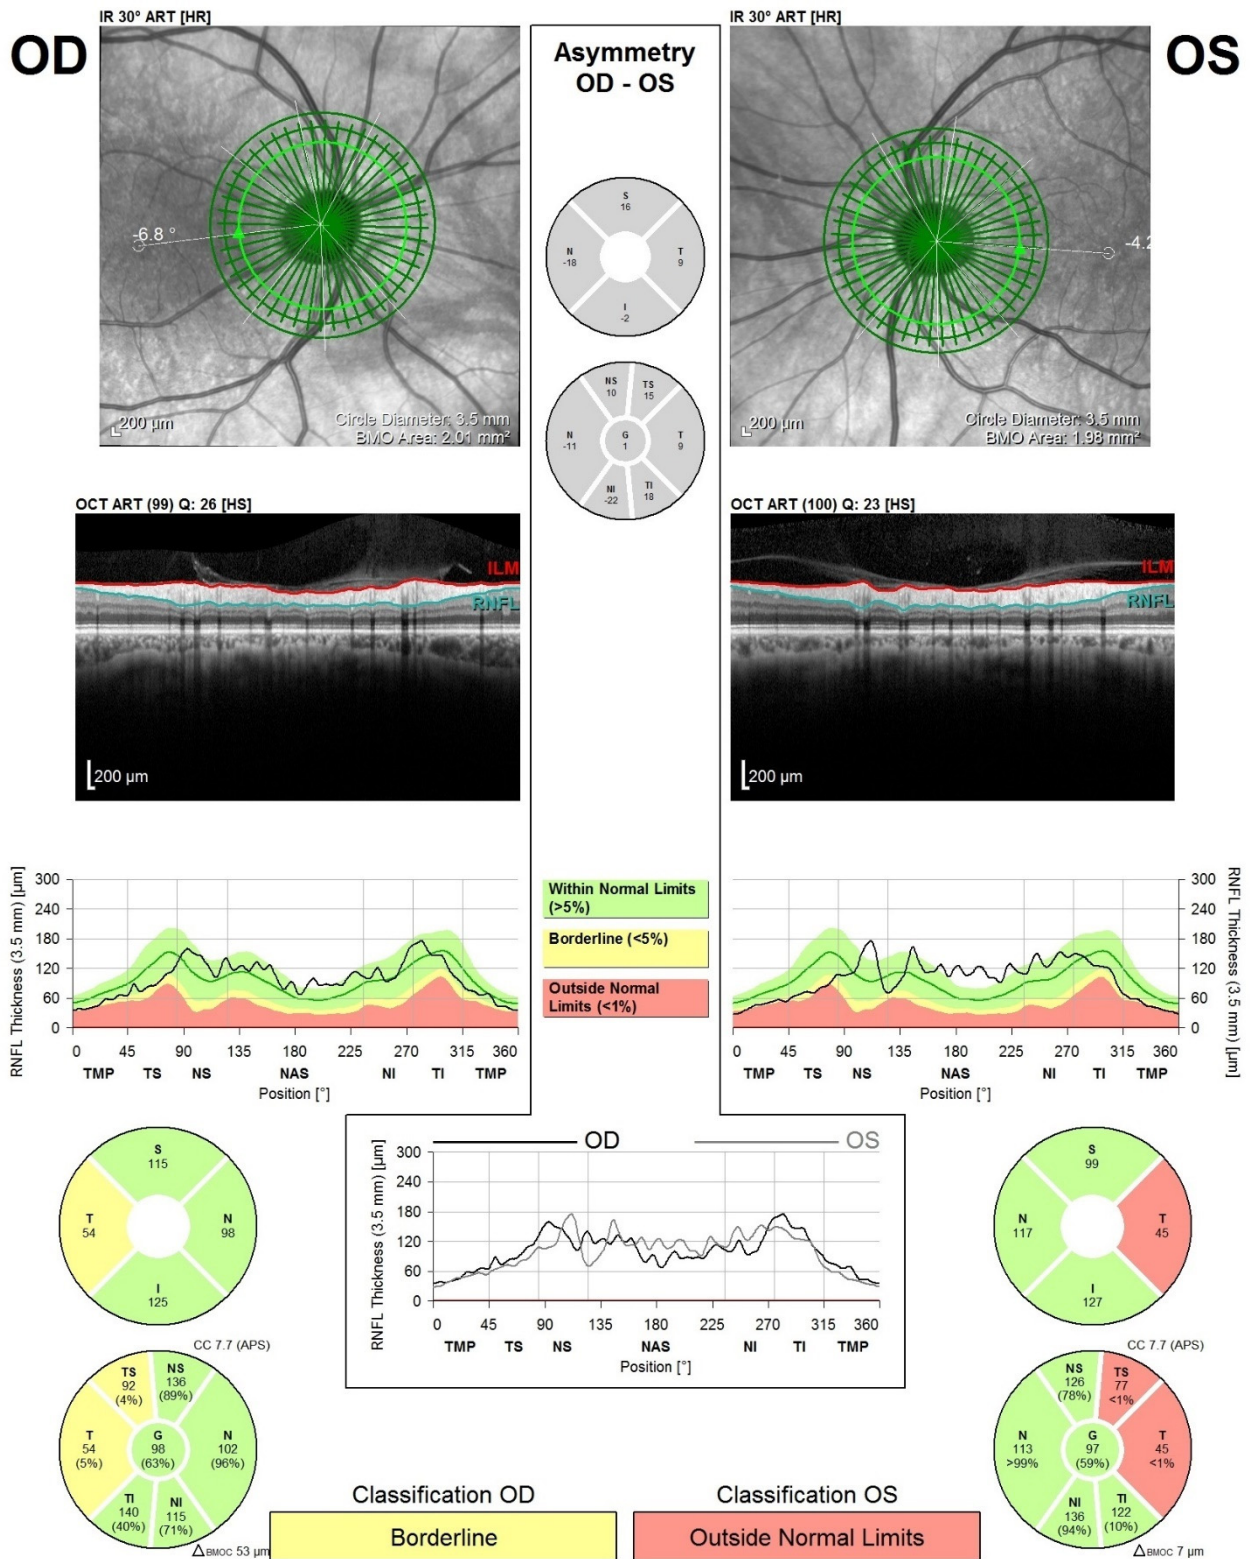 OD
IR 30° ART [HR]
-6.8 °
200 µm
Circle Diameter: 3.5 mm
BMO Area: 2.01 mm²
Asymmetry
OD - OS
S
16
N
-18
T
9
I
-2
NS
10
TS
15
N
-11
G
1
T
9
NI
-22
TI
18
IR 30° ART [HR]
OS
-4.2
200 µm
Circle Diameter: 3.5 mm
BMO Area: 1.98 mm²
OCT ART (99) Q: 26 [HS]
ILM
RNFL
200 µm
OCT ART (100) Q: 23 [HS]
ILM
RNFL
200 µm
RNFL Thickness (3.5 mm) [µm]
300
240
180
120
60
0
0 45 90 135 180 225 270 315 360
TMP TS NS NAS NI TI TMP
Position [°]
Within Normal Limits
(>5%)
Borderline (<5%)
Outside Normal
Limits (<1%)
300
240
180
120
60
0
RNFL Thickness (3.5 mm) [µm]
0 45 90 135 180 225 270 315 360
TMP TS NS NAS NI TI TMP
Position [°]
S
115
T
54
N
98
I
125
OD
OS
RNFL Thickness (3.5 mm) [µm]
300
240
180
120
60
0
0 45 90 135 180 225 270 315 360
TMP TS NS NAS NI TI TMP
Position [°]
S
99
N
117
T
45
I
127
CC 7.7 (APS)
TS
92
(4%)
NS
136
(89%)
T
54
(5%)
G
98
(63%)
N
102
(96%)
TI
140
(40%)
NI
115
(71%)
Δ BMOC 53 µm
Classification OD
Borderline
Classification OS
Outside Normal Limits
CC 7.7 (APS)
NS
126
(78%)
TS
77
<1%
N
113
>99%
G
97
(59%)
T
45
<1%
NI
136
(94%)
TI
122
(10%)
Δ BMOC 7 µm